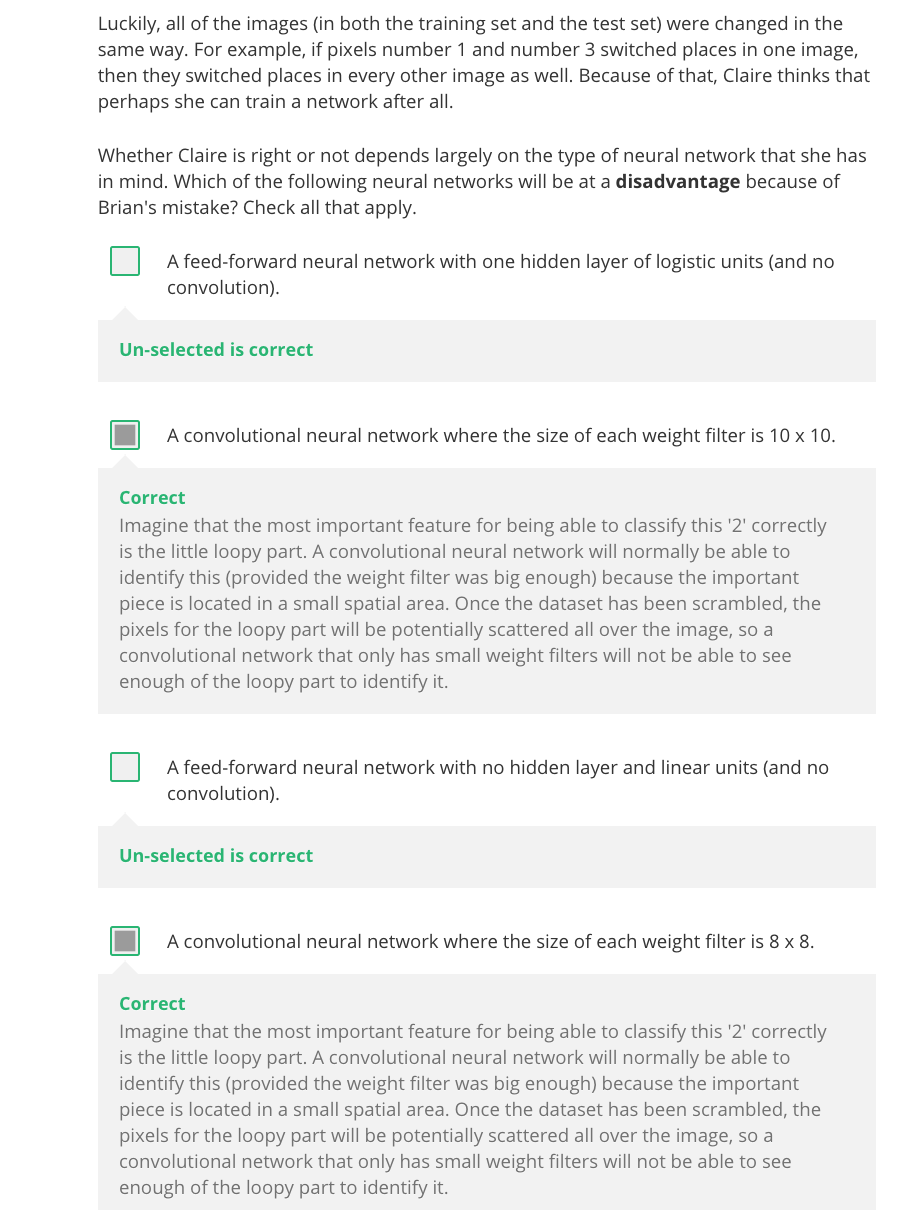 Luckily, all of the images (in both the training set and the test set) were changed in the
same way. For example, if pixels number 1 and number 3 switched places in one image,
then they switched places in every other image as well. Because of that, Claire thinks that
perhaps she can train a network after all.
Whether Claire is right or not depends largely on the type of neural network that she has
in mind. Which of the following neural networks will be at a disadvantage because of
Brian's mistake? Check all that apply.
A feed-forward neural network with one hidden layer of logistic units (and no
convolution).
Un-selected is correct
A convolutional neural network where the size of each weight filter is 10 x 10.
Correct
Imagine that the most important feature for being able to classify this '2' correctly
is the little loopy part. A convolutional neural network will normally be able to
identify this (provided the weight filter was big enough) because the important
piece is located in a small spatial area. Once the dataset has been scrambled, the
pixels for the loopy part will be potentially scattered all over the image, so a
convolutional network that only has small weight filters will not be able to see
enough of the loopy part to identify it.
A feed-forward neural network with no hidden layer and linear units (and no
convolution).
Un-selected is correct
A convolutional neural network where the size of each weight filter is 8 x 8.
Correct
Imagine that the most important feature for being able to classify this '2' correctly
is the little loopy part. A convolutional neural network will normally be able to
identify this (provided the weight filter was big enough) because the important
piece is located in a small spatial area. Once the dataset has been scrambled, the
pixels for the loopy part will be potentially scattered all over the image, so a
convolutional network that only has small weight filters will not be able to see
enough of the loopy part to identify it.